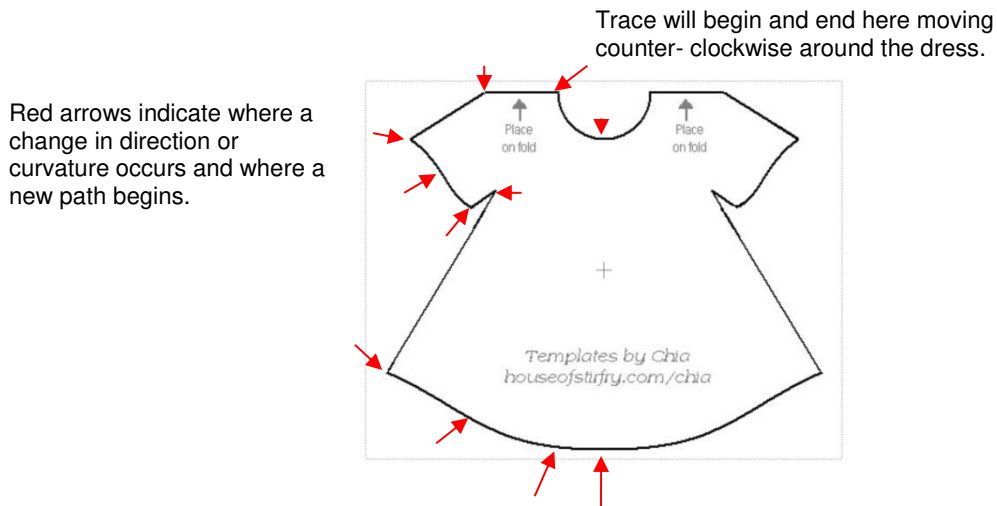 Trace will begin and end here moving
counter- clockwise around the dress.
Red arrows indicate where a
change in direction or
curvature occurs and where a
new path begins.
Place
on fold
Place
on fold
Templates by Chia
houseofstirfry.com/chia